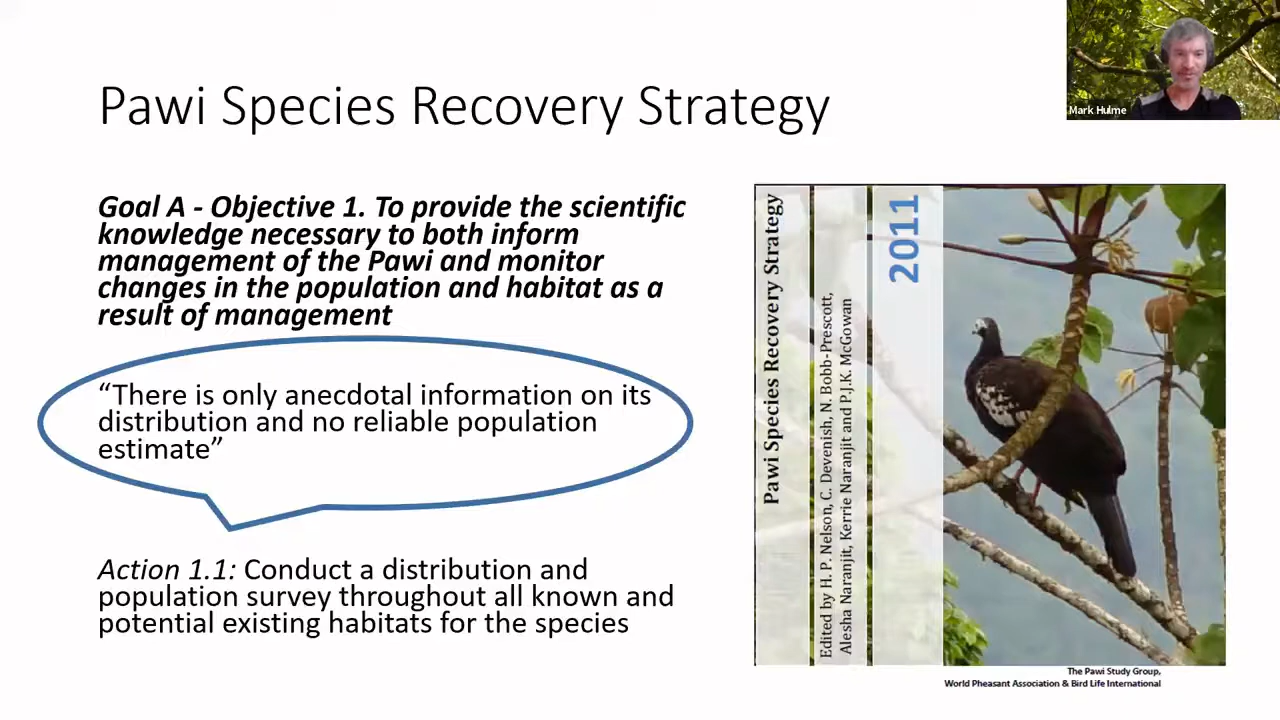 Pawi Species Recovery Strategy
Mark Hulme
Goal A - Objective 1. To provide the scientific
knowledge necessary to both inform
management of the Pawi and monitor
changes in the population and habitat as a
result of management
“There is only anecdotal information on its
distribution and no reliable population
estimate”
Action 1.1: Conduct a distribution and
population survey throughout all known and
potential existing habitats for the species
Pawi Species Recovery Strategy
Edited by H. P. Nelson, C. Devenish, N. Bobb-Prescott,
Alesha Naranjit, Kerrie Naranjit and P.J.K. McGowan
2011
The Pawi Study Group,
World Pheasant Association & Bird Life International